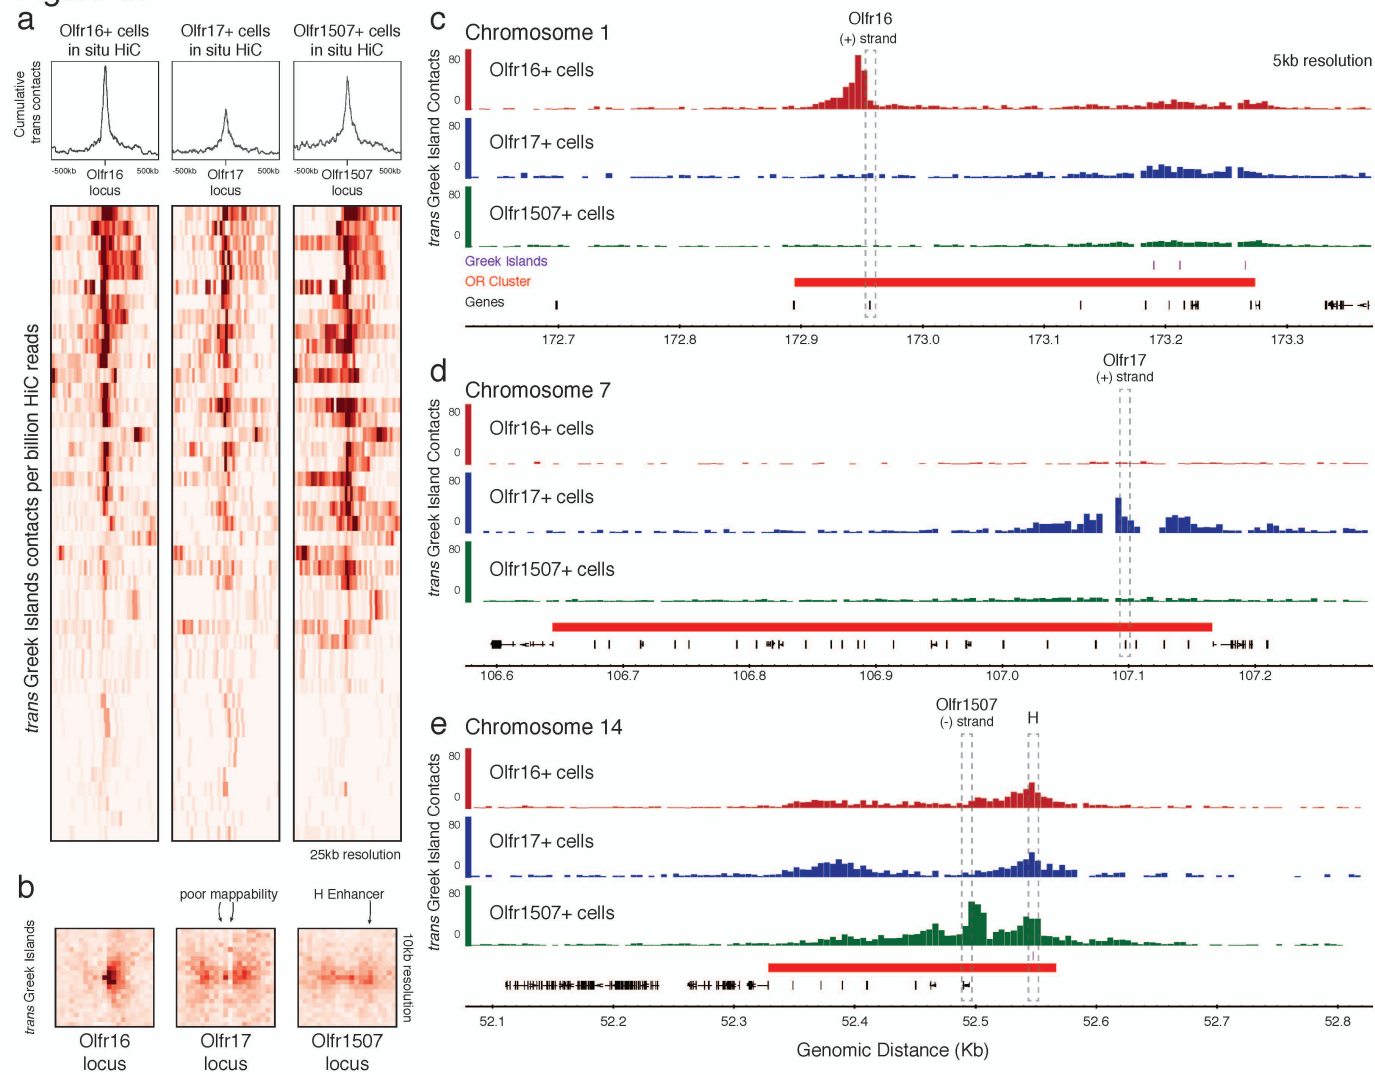 a
Olfr16+ cells
in situ HiC
Olfr17+ cells
in situ HiC
Olfr1507+ cells
in situ HiC
Cumulative
trans contacts
-500kb
500kb
Olfr16
locus
-500kb
500kb
Olfr17
locus
-500kb
500kb
Olfr1507
locus
trans Greek Islands contacts per billion HiC reads
25kb resolution
b
poor mappability
H Enhancer
trans Greek Islands
10kb resolution
Olfr16
locus
Olfr17
locus
Olfr1507
locus
c
Chromosome 1
Olfr16
(+) strand
5kb resolution
trans Greek Island Contacts
80
0
Olfr16+ cells
80
0
Olfr17+ cells
80
0
Olfr1507+ cells
Greek Islands
OR Cluster
Genes
172.7 172.8 172.9 173.0 173.1 173.2 173.3
d
Chromosome 7
Olfr17
(+) strand
trans Greek Island Contacts
80
0
Olfr16+ cells
80
0
Olfr17+ cells
80
0
Olfr1507+ cells
106.6 106.7 106.8 106.9 107.0 107.1 107.2
e
Chromosome 14
Olfr1507
(-) strand
H
trans Greek Island Contacts
80
0
Olfr16+ cells
80
0
Olfr17+ cells
80
0
Olfr1507+ cells
52.1 52.2 52.3 52.4 52.5 52.6 52.7 52.8
Genomic Distance (Kb)